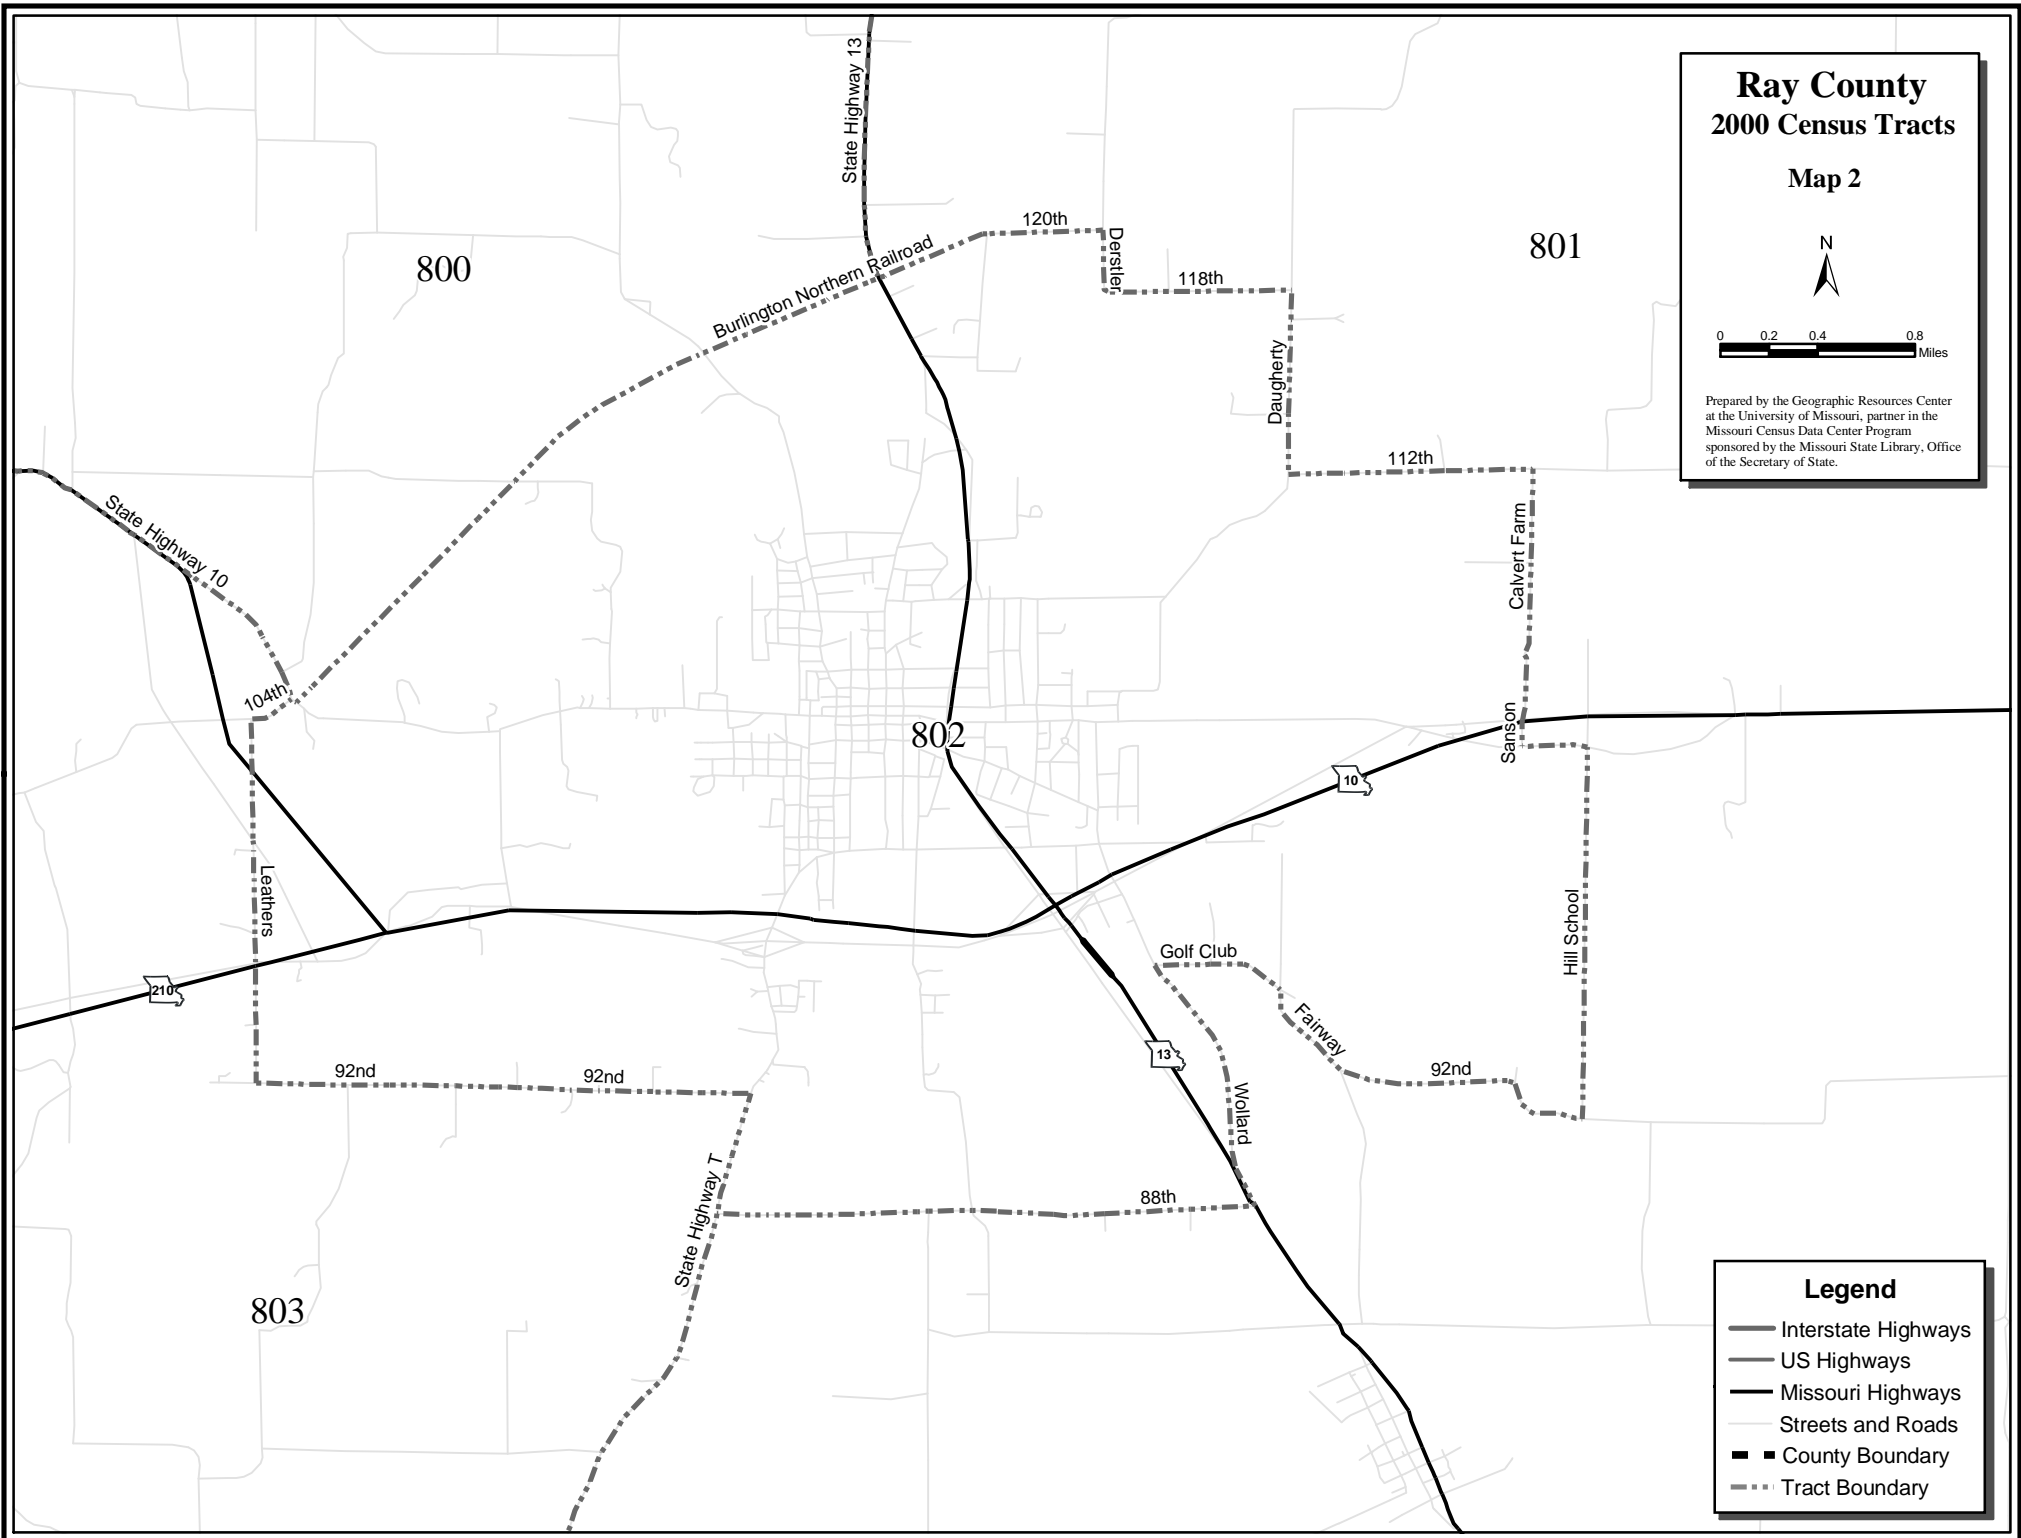 Ray County
2000 Census Tracts
Map 2
N
0 0.2 0.4 0.8
Miles
Prepared by the Geographic Resources Center
at the University of Missouri, partner in the
Missouri Census Data Center Program
sponsored by the Missouri State Library, Office
of the Secretary of State.
State Highway 13
120th
Derstler
801
800
Burlington Northern Railroad
118th
Daugherty
112th
State Highway 10
Calvert Farm
104th
802
Sanson
10
Leathers
Hill School
Golf Club
210
Fairway
13
92nd
92nd
92nd
Wollard
State Highway T
88th
803
Legend
Interstate Highways
US Highways
Missouri Highways
Streets and Roads
County Boundary
Tract Boundary